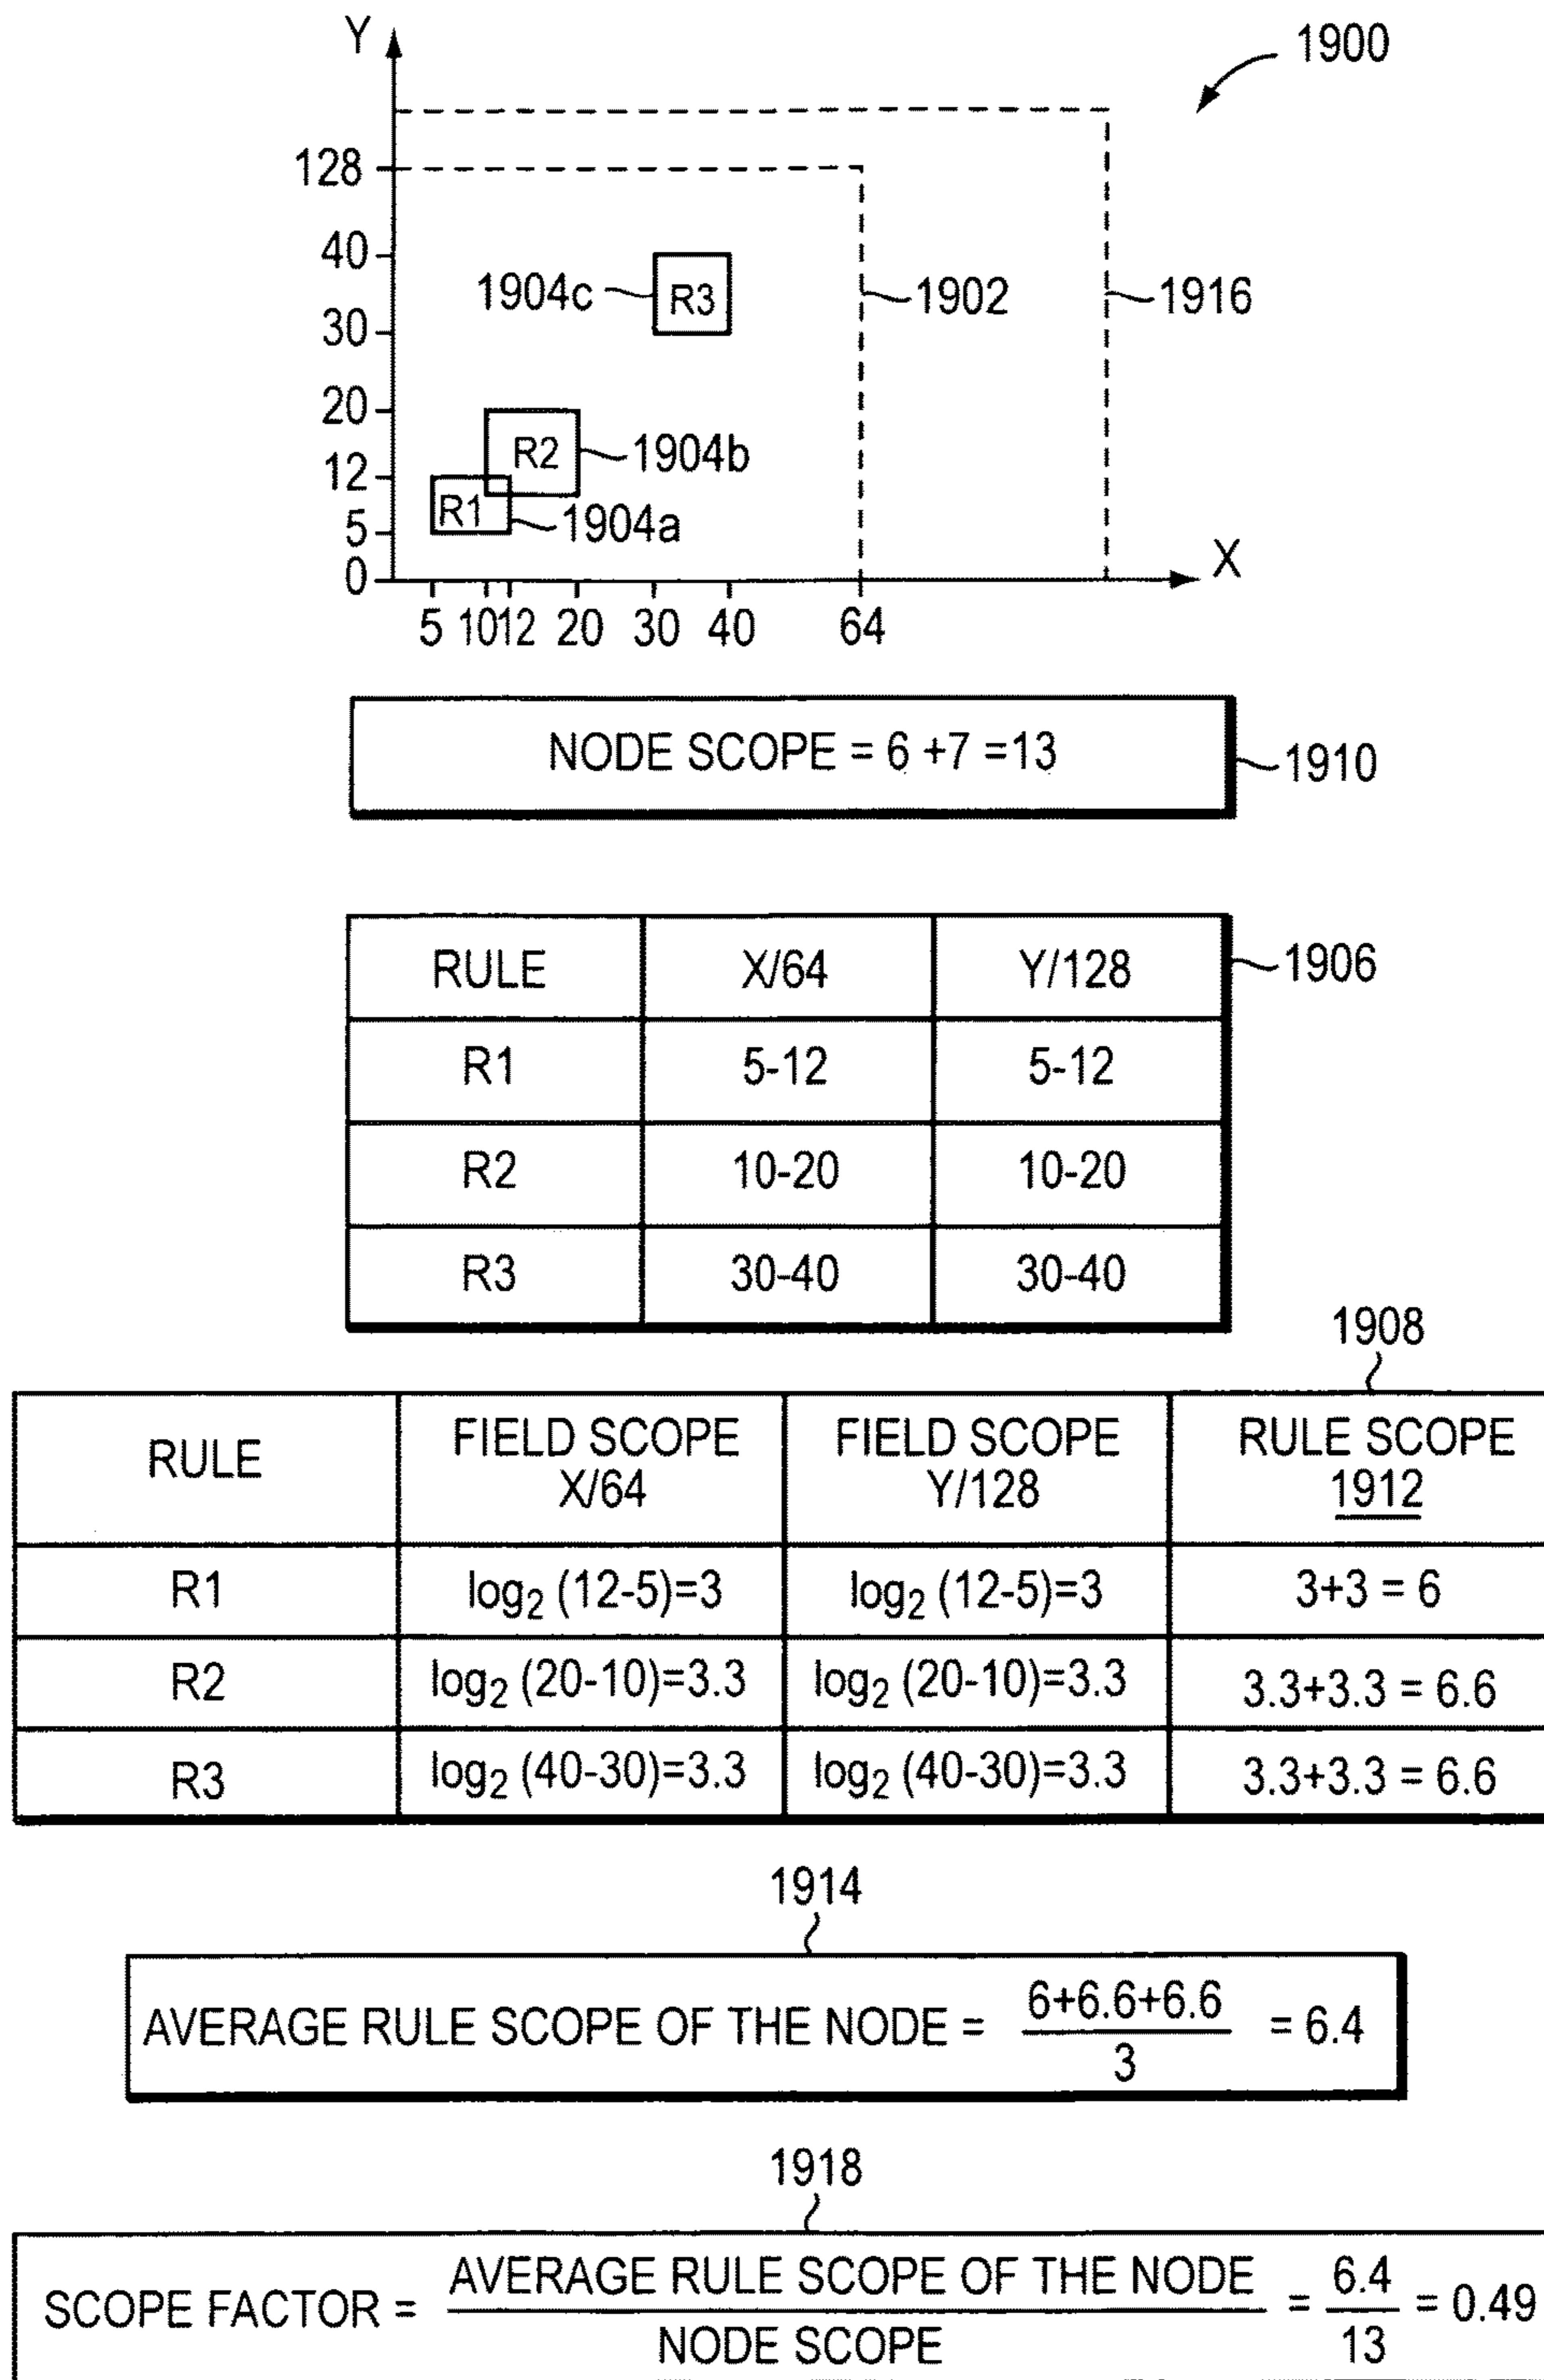 Y
1900
128
40
1904c
R3
1902
1916
30
20
R2
1904b
12
R1
1904a
5
0
X
5 10 12 20 30 40 64
NODE SCOPE = 6 +7 =13
1910
RULE X/64 Y/128
1906
R1 5-12 5-12
R2 10-20 10-20
R3 30-40 30-40
1908
RULE FIELD SCOPE X/64 FIELD SCOPE Y/128 RULE SCOPE 1912
R1 log₂ (12-5)=3 log₂ (12-5)=3 3+3 = 6
R2 log₂ (20-10)=3.3 log₂ (20-10)=3.3 3.3+3.3 = 6.6
R3 log₂ (40-30)=3.3 log₂ (40-30)=3.3 3.3+3.3 = 6.6
1914
AVERAGE RULE SCOPE OF THE NODE = 6+6.6+6.6 / 3 = 6.4
1918
SCOPE FACTOR = AVERAGE RULE SCOPE OF THE NODE / NODE SCOPE = 6.4 / 13 = 0.49